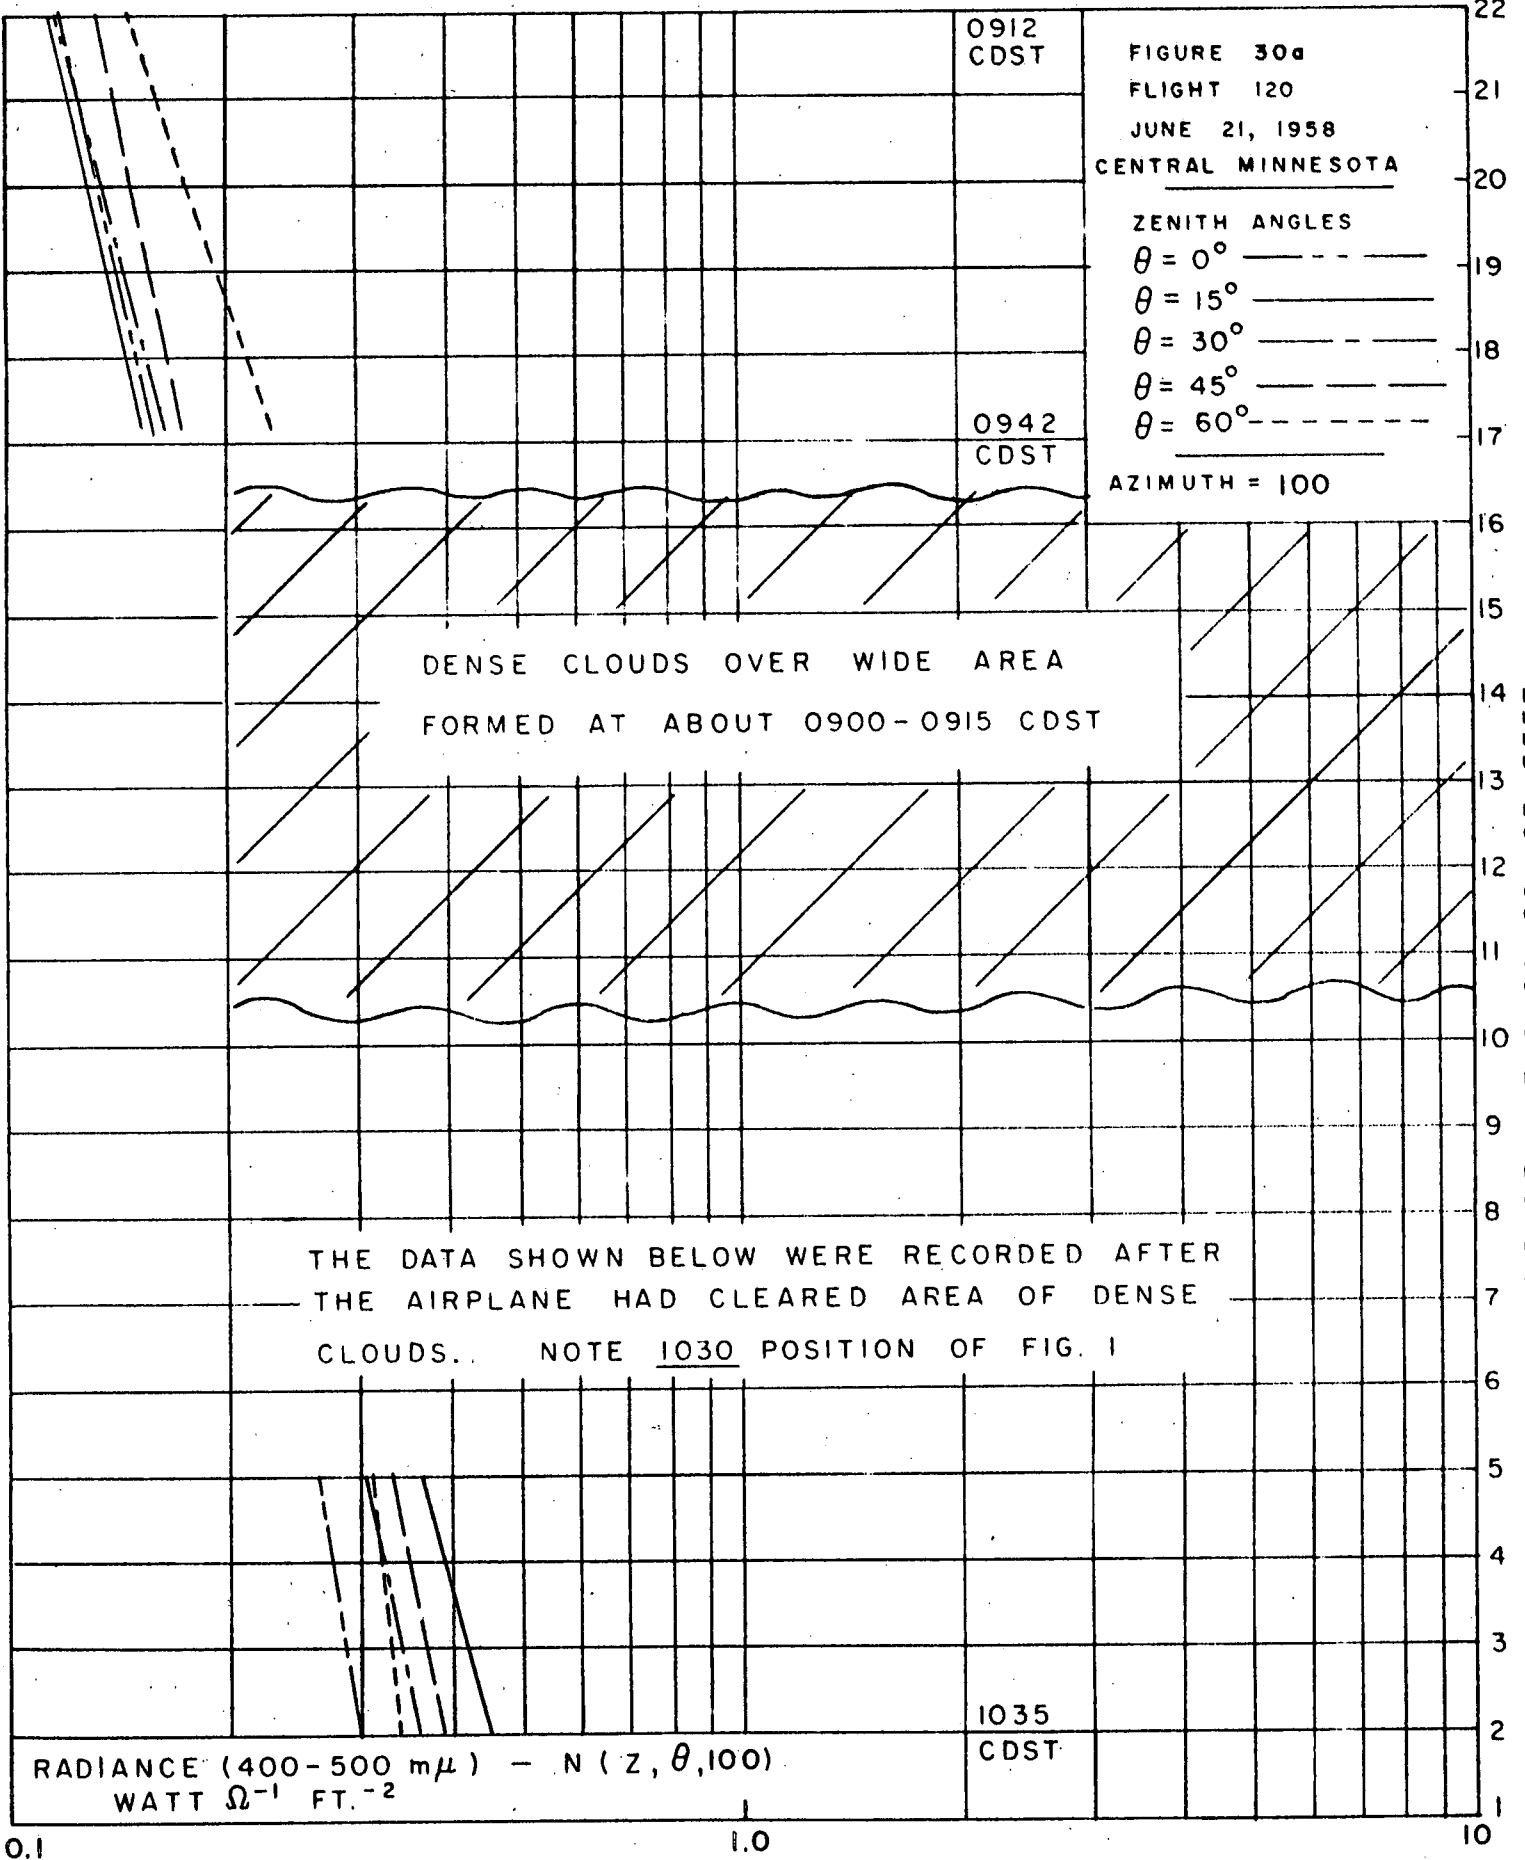 0912
CDST
FIGURE 30a
FLIGHT 120
JUNE 21, 1958
CENTRAL MINNESOTA
ZENITH ANGLES
θ = 0°
θ = 15°
θ = 30°
θ = 45°
θ = 60°
AZIMUTH = 100
0942
CDST
DENSE CLOUDS OVER WIDE AREA
FORMED AT ABOUT 0900-0915 CDST
THE DATA SHOWN BELOW WERE RECORDED AFTER
THE AIRPLANE HAD CLEARED AREA OF DENSE
CLOUDS. NOTE 1030 POSITION OF FIG. 1
1035
CDST
RADIANCE (400-500 mμ) - N (Z, θ, 100)
WATT Ω⁻¹ FT.⁻²
22
21
20
19
18
17
16
15
14
13
12
11
10
9
8
7
6
5
4
3
2
1
0.1
1.0
10